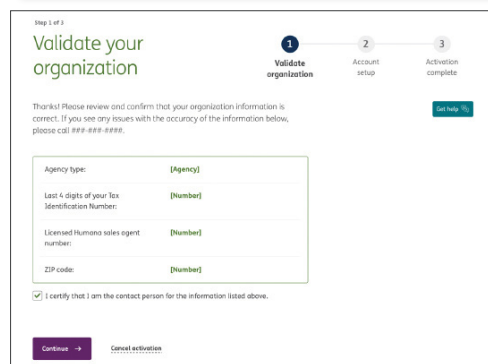 Step 1 of 3
Validate your
organization
1
2
3
Validate
organization
Account
setup
Activation
complete
Thanks! Please review and confirm that your organization information is
correct. If you see any issues with the accuracy of the information below,
please call ###-###-####.
Get help
Agency type: [Agency]
Last 4 digits of your Tax [Number]
Identification Number:
Licensed Humana sales agent [Number]
number:
ZIP code: [Number]
I certify that I am the contact person for the information listed above.
Continue → Cancel activation